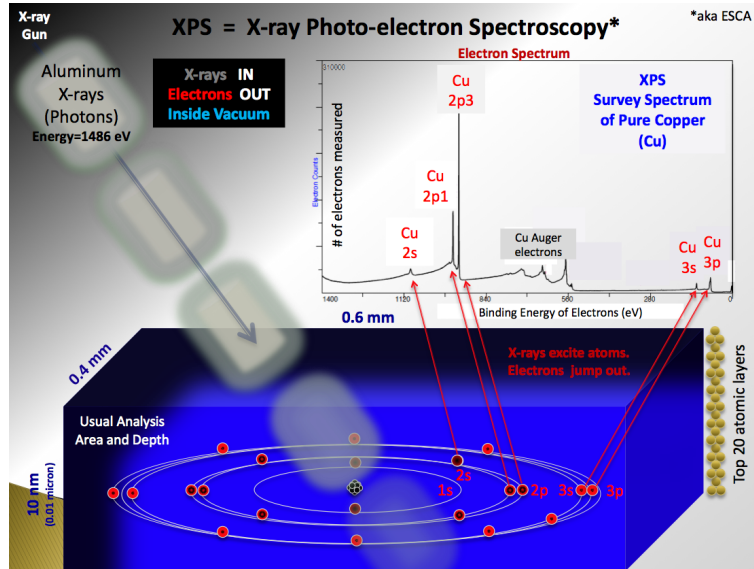 X-ray
Gun
XPS = X-ray Photo-electron Spectroscopy*
*aka ESCA
Aluminum
X-rays
(Photons)
Energy=1486 eV
X-rays IN
Electrons OUT
Inside Vacuum
Electron Spectrum
310000
Electron Counts
# of electrons measured
Cu
2p3
Cu
2p1
Cu
2s
Cu Auger
electrons
Cu
3s
Cu
3p
XPS
Survey Spectrum
of Pure Copper
(Cu)
1400
1120
840
560
280
0
Binding Energy of Electrons (eV)
0.6 mm
0.4 mm
X-rays excite atoms.
Electrons jump out.
Usual Analysis
Area and Depth
10 nm
(0.01 micron)
1s
2s
2p
3s
3p
Top 20 atomic layers